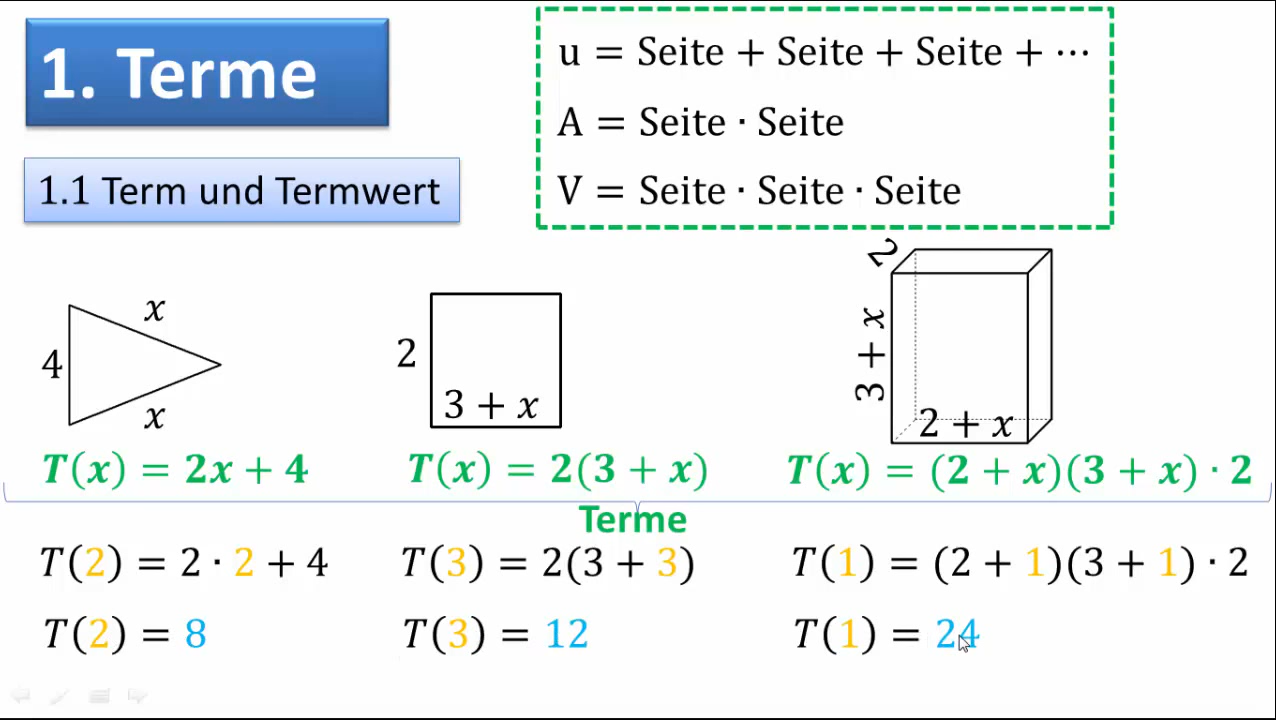 1. Terme
u = Seite + Seite + Seite + ⋯
A = Seite · Seite
V = Seite · Seite · Seite
1.1 Term und Termwert
x
4
x
2
3 + x
2
3 + x
2 + x
T(x) = 2x + 4
T(x) = 2(3 + x)
T(x) = (2 + x)(3 + x) · 2
Terme
T(2) = 2 · 2 + 4
T(3) = 2(3 + 3)
T(1) = (2 + 1)(3 + 1) · 2
T(2) = 8
T(3) = 12
T(1) = 24